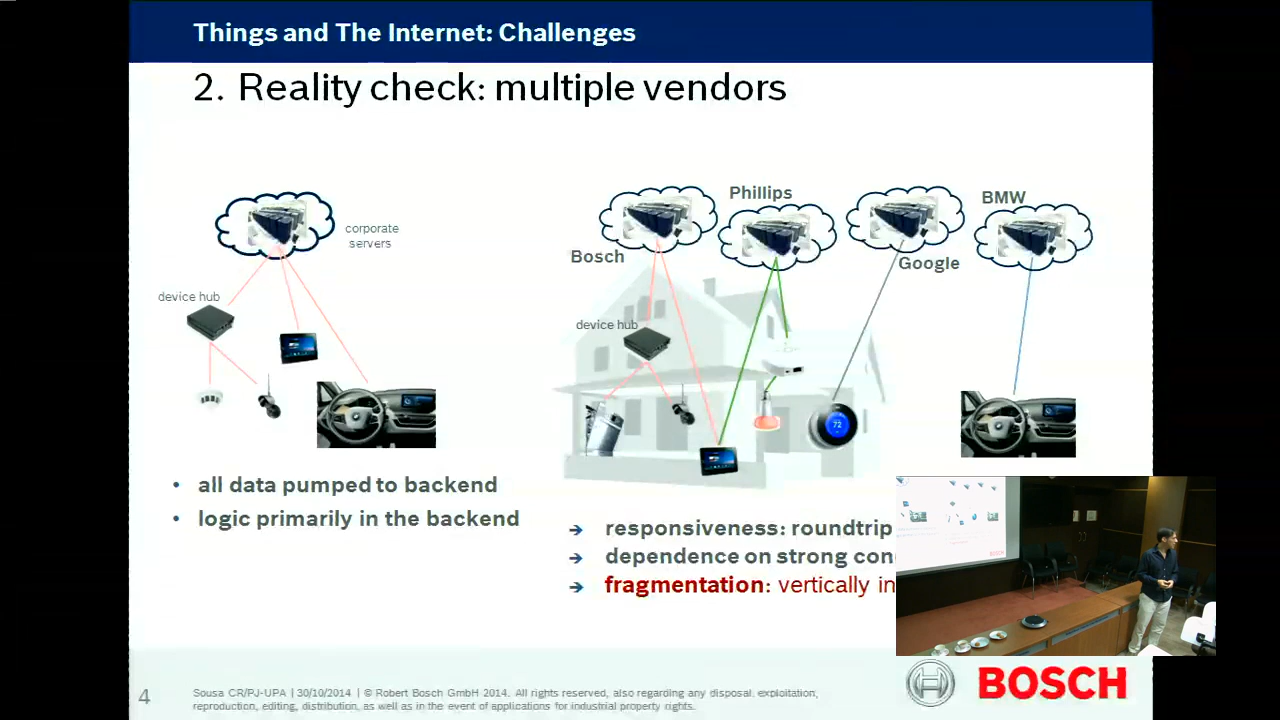 Things and The Internet: Challenges
2. Reality check: multiple vendors
corporate
servers
device hub
Bosch
Phillips
Google
BMW
device hub
72
• all data pumped to backend
• logic primarily in the backend
➔ responsiveness: roundtrip
➔ dependence on strong con
➔ fragmentation: vertically in
4
Sousa CR/PJ-UPA | 30/10/2014 | © Robert Bosch GmbH 2014. All rights reserved, also regarding any disposal, exploitation,
reproduction, editing, distribution, as well as in the event of applications for industrial property rights.
BOSCH